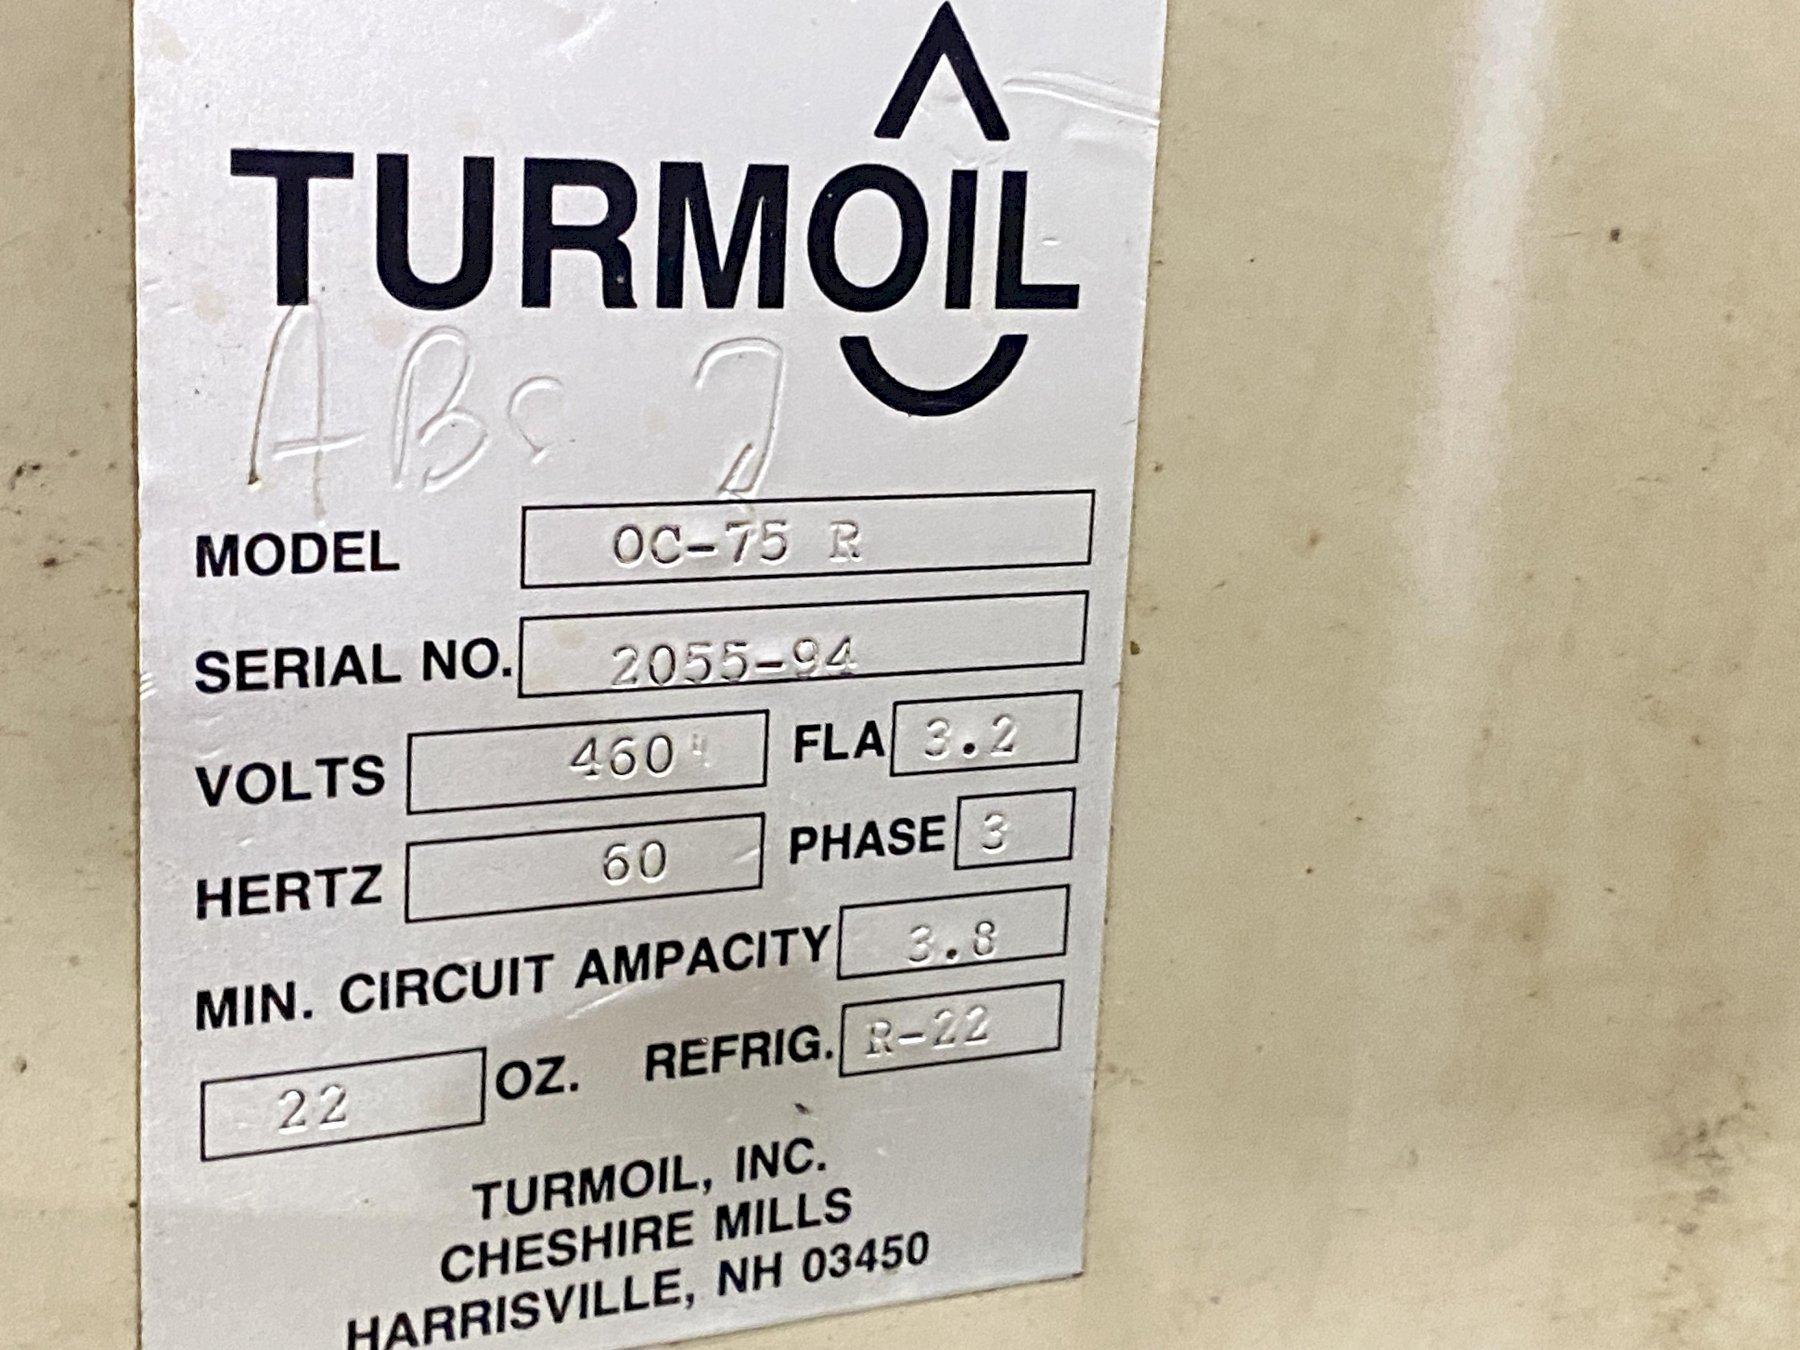 TURMOIL
MODEL OC-75 R
SERIAL NO. 2055-94
VOLTS 460 FLA 3.2
HERTZ 60 PHASE 3
MIN. CIRCUIT AMPACITY 3.8
22 OZ. REFRIG. R-22
TURMOIL, INC.
CHESHIRE MILLS
HARRISVILLE, NH 03450